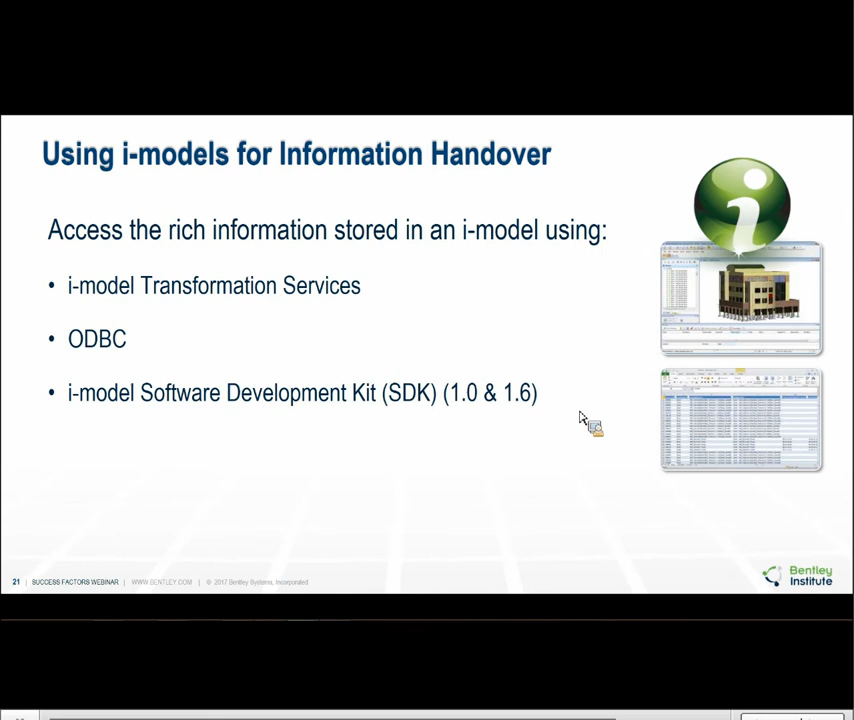 Using i-models for Information Handover
Access the rich information stored in an i-model using:
• i-model Transformation Services
• ODBC
• i-model Software Development Kit (SDK) (1.0 & 1.6)
i
21 | SUCCESS FACTORS WEBINAR | WWW.BENTLEY.COM | © 2017 Bentley Systems, Incorporated
Bentley
Institute